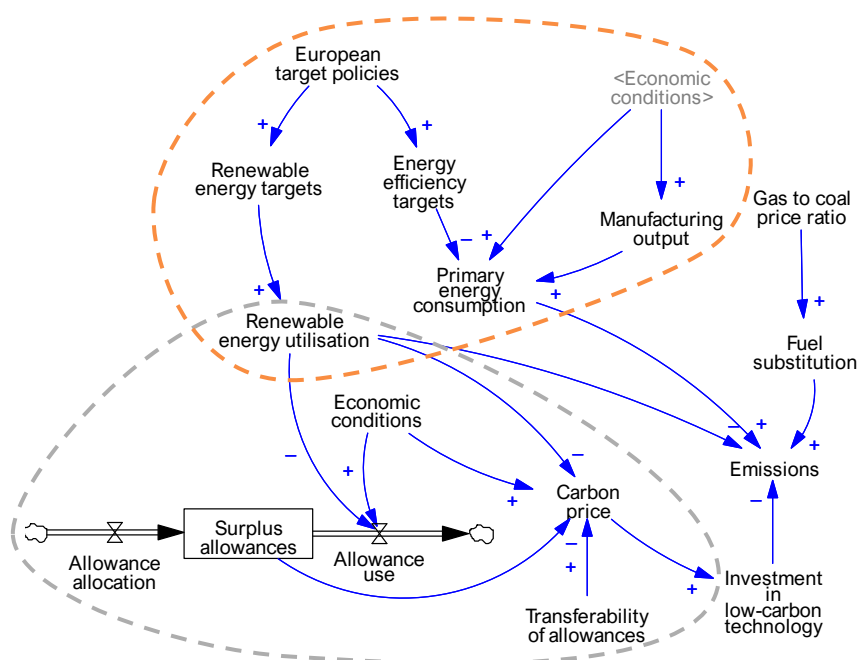 European
target policies
<Economic
conditions>
+
+
Renewable
energy targets
Energy
efficiency
targets
+
Gas to coal
price ratio
Manufacturing
output
–
+
Primary
energy
consumption
+
+
+
Renewable
energy utilisation
Fuel
substitution
Economic
conditions
–
+
+
–
–
+
+
Emissions
Carbon
price
–
Surplus
allowances
Allowance
allocation
Allowance
use
–
+
+
Investment
in
low-carbon
technology
Transferability
of allowances